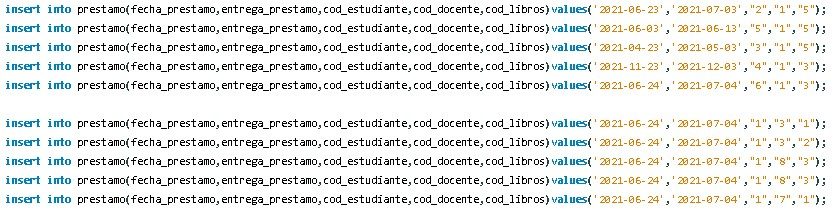 insert into prestamo(fecha_prestamo,entrega_prestamo,cod_estudiante,cod_docente,cod_libros)values('2021-06-23','2021-07-03',"2","1","5");
insert into prestamo(fecha_prestamo,entrega_prestamo,cod_estudiante,cod_docente,cod_libros)values('2021-06-03','2021-06-13',"5","1","5");
insert into prestamo(fecha_prestamo,entrega_prestamo,cod_estudiante,cod_docente,cod_libros)values('2021-04-23','2021-05-03',"3","1","5");
insert into prestamo(fecha_prestamo,entrega_prestamo,cod_estudiante,cod_docente,cod_libros)values('2021-11-23','2021-12-03',"4","1","3");
insert into prestamo(fecha_prestamo,entrega_prestamo,cod_estudiante,cod_docente,cod_libros)values('2021-06-24','2021-07-04',"6","1","3");
insert into prestamo(fecha_prestamo,entrega_prestamo,cod_estudiante,cod_docente,cod_libros)values('2021-06-24','2021-07-04',"1","3","1");
insert into prestamo(fecha_prestamo,entrega_prestamo,cod_estudiante,cod_docente,cod_libros)values('2021-06-24','2021-07-04',"1","3","2");
insert into prestamo(fecha_prestamo,entrega_prestamo,cod_estudiante,cod_docente,cod_libros)values('2021-06-24','2021-07-04',"1","8","3");
insert into prestamo(fecha_prestamo,entrega_prestamo,cod_estudiante,cod_docente,cod_libros)values('2021-06-24','2021-07-04',"1","8","3");
insert into prestamo(fecha_prestamo,entrega_prestamo,cod_estudiante,cod_docente,cod_libros)values('2021-06-24','2021-07-04',"1","7","1");